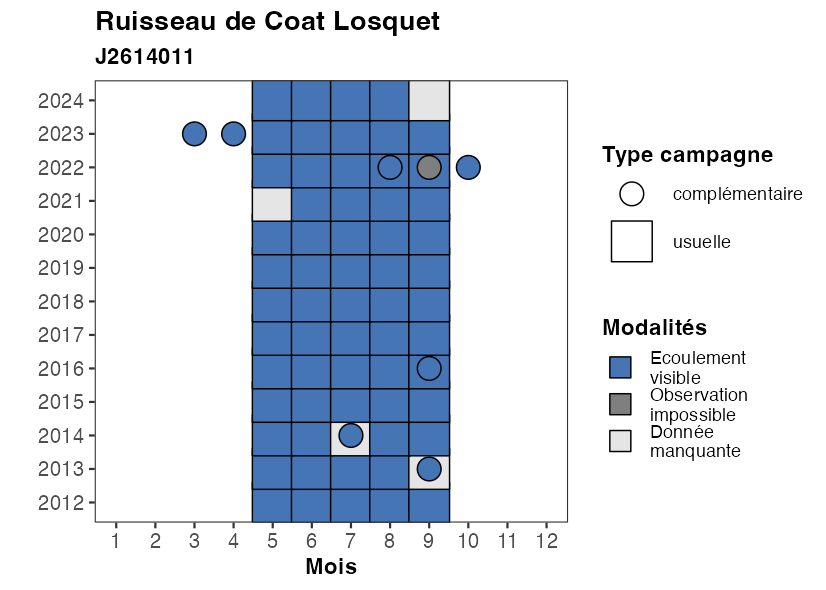 Ruisseau de Coat Losquet
J2614011
2024
2023
2022
2021
2020
2019
2018
2017
2016
2015
2014
2013
2012
1 2 3 4 5 6 7 8 9 10 11 12
Mois
Type campagne
complémentaire
usuelle
Modalités
Ecoulement
visible
Observation
impossible
Donnée
manquante